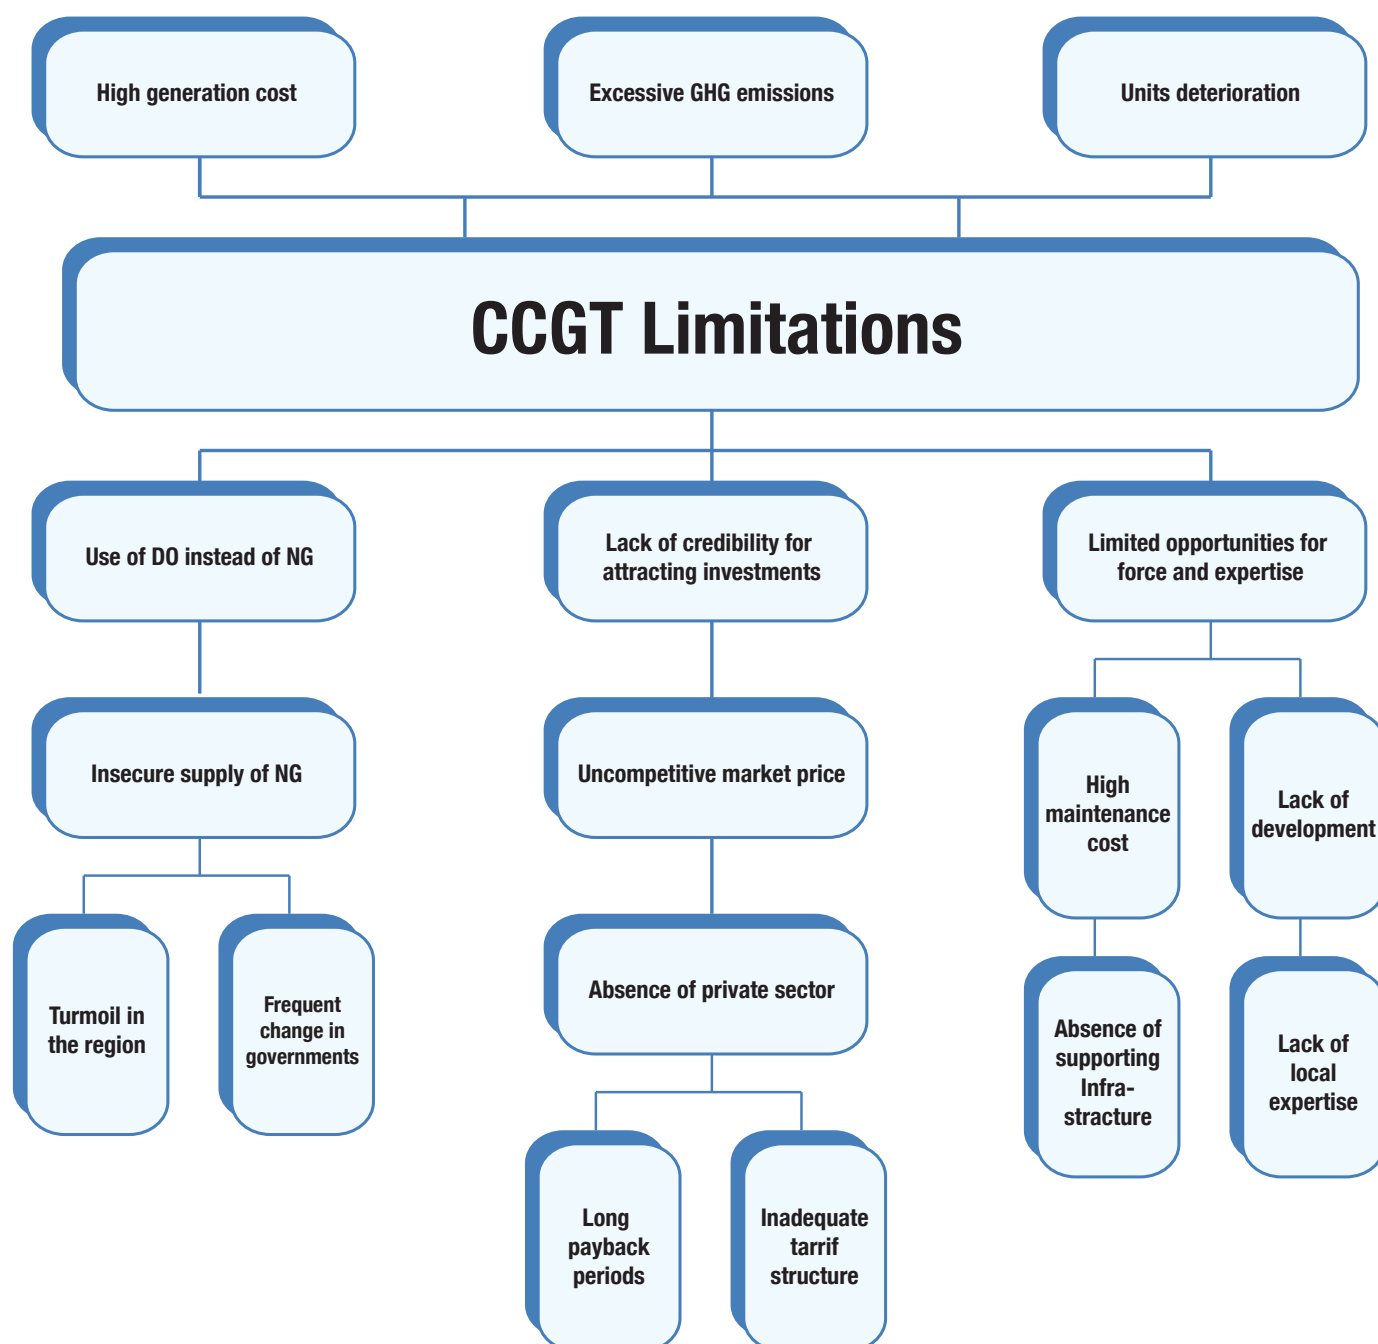 High generation cost
Excessive GHG emissions
Units deterioration
CCGT Limitations
Use of DO instead of NG
Lack of credibility for
attracting investments
Limited opportunities for
force and expertise
Insecure supply of NG
Uncompetitive market price
High
maintenance
cost
Lack of
development
Turmoil in
the region
Frequent
change in
governments
Absence of private sector
Absence of
supporting
Infra-
stracture
Lack of
local
expertise
Long
payback
periods
Inadequate
tarrif
structure